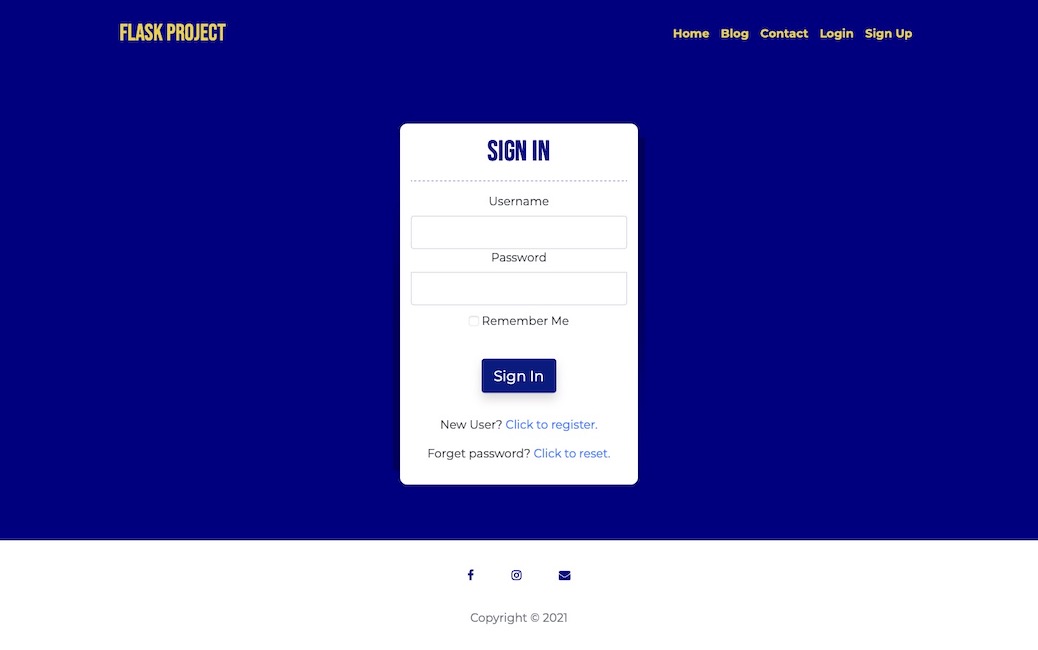 FLASK PROJECT
Home Blog Contact Login Sign Up
SIGN IN
Username
Password
Remember Me
Sign In
New User? Click to register.
Forget password? Click to reset.
Copyright © 2021